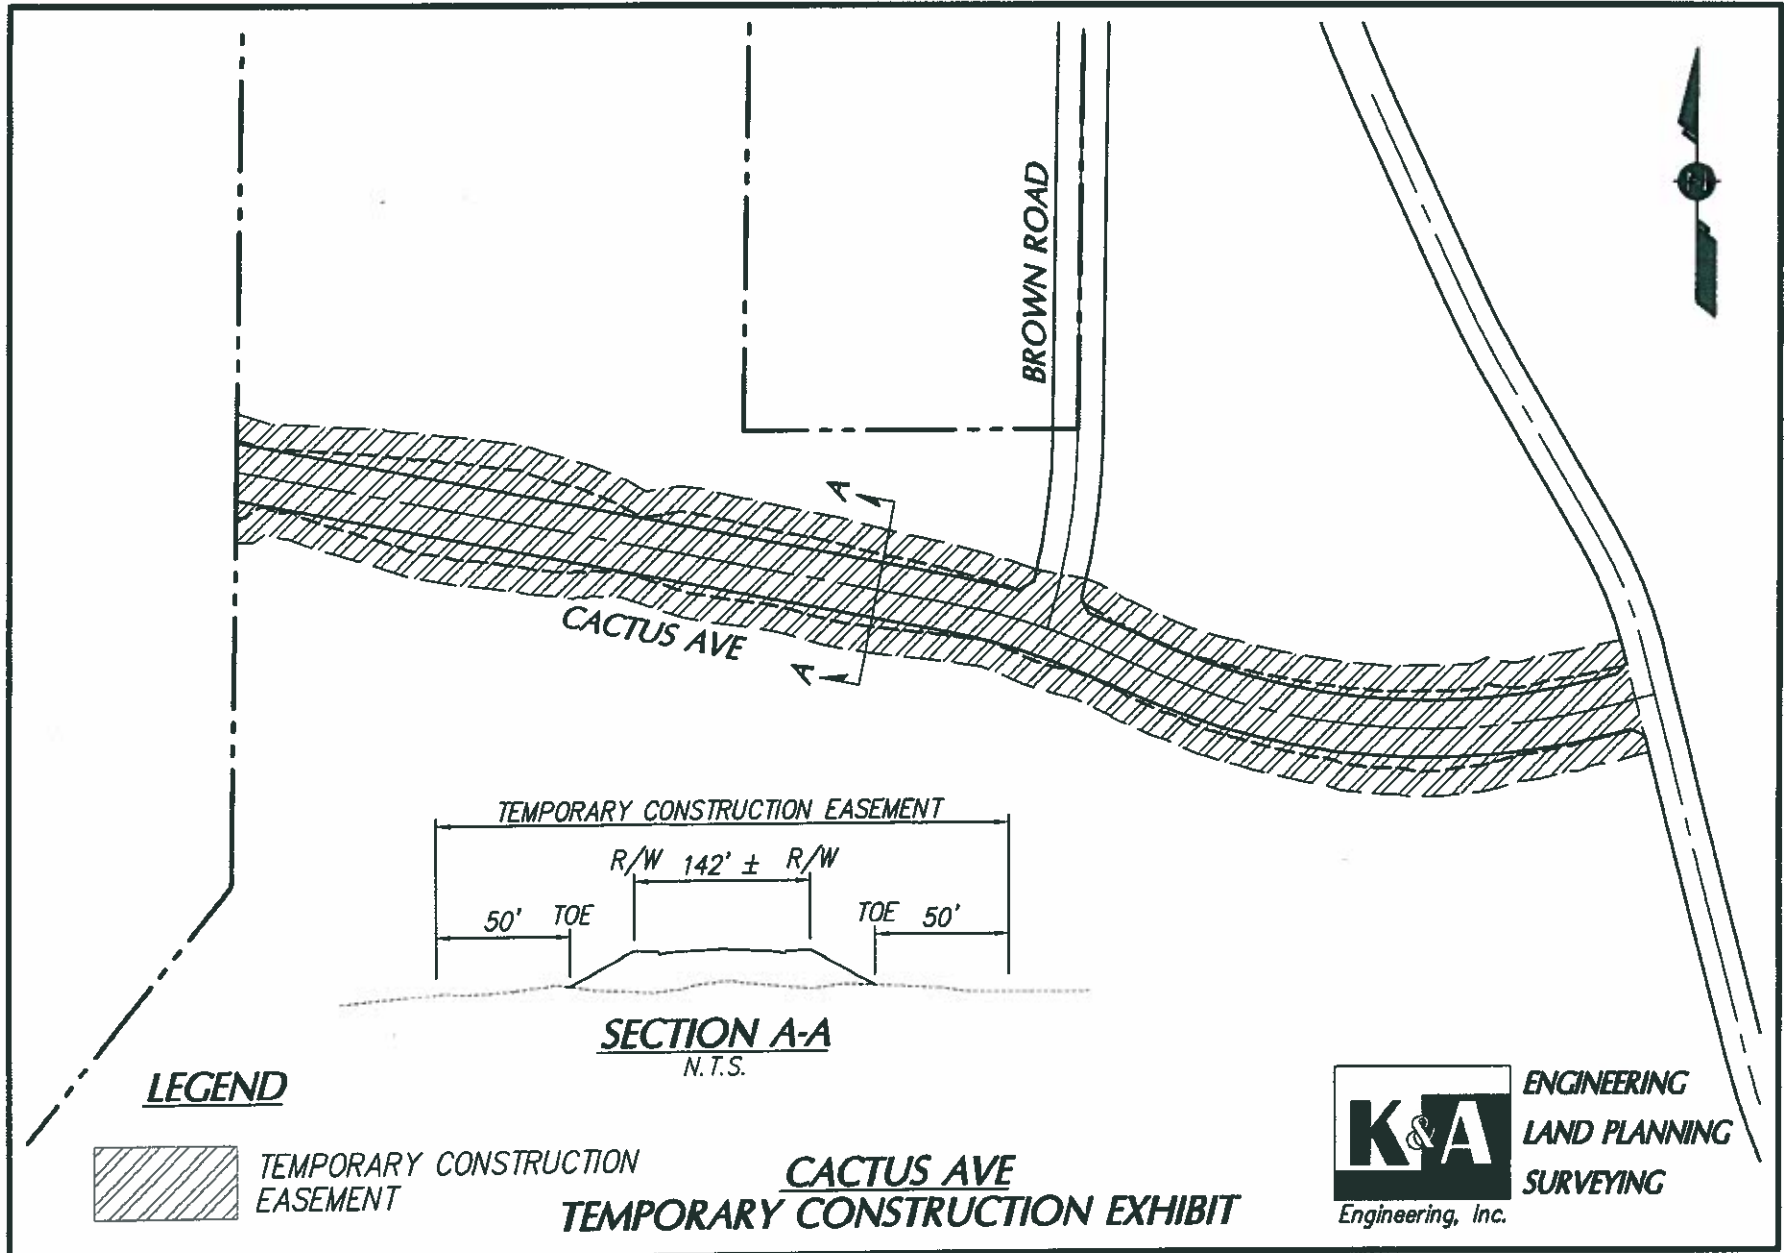 BROWN ROAD
A
A
CACTUS AVE
TEMPORARY CONSTRUCTION EASEMENT
R/W 142' ± R/W
50' TOE
TOE 50'
SECTION A-A
N.T.S.
LEGEND
TEMPORARY CONSTRUCTION
EASEMENT
CACTUS AVE
TEMPORARY CONSTRUCTION EXHIBIT
K&A
Engineering, Inc.
ENGINEERING
LAND PLANNING
SURVEYING